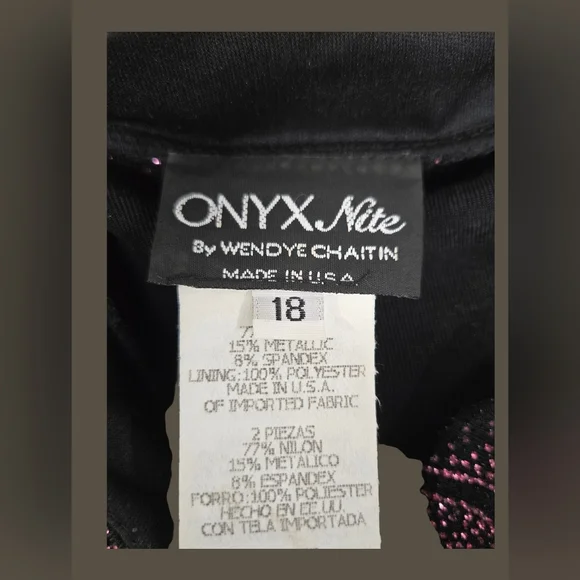 ONYX Nite
By WENDYE CHAITIN
MADE IN U.S.A.
18
77
15% METALLIC
8% SPANDEX
LINING:100% POLYESTER
MADE IN U.S.A.
OF IMPORTED FABRIC
2 PIEZAS
77% NILON
15% METALICO
8% ESPANDEX
FORRO:100% POLIESTER
HECHO EN EE.UU.
CON TELA IMPORTADA